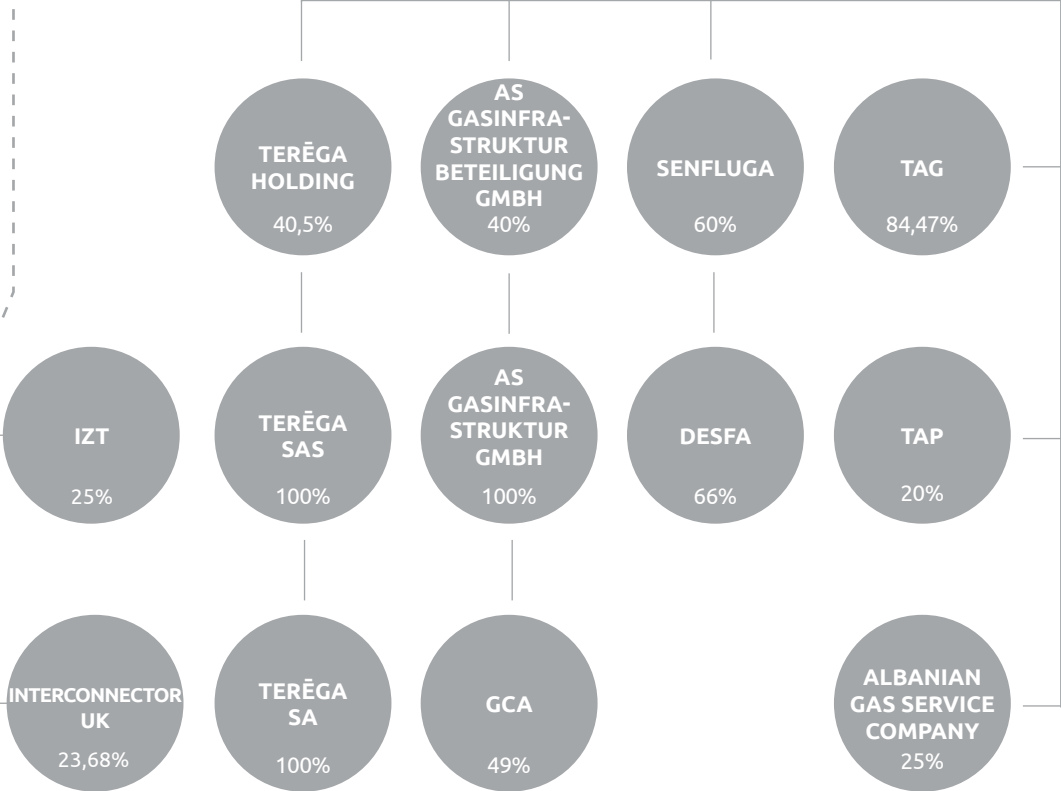 TERĒGA
HOLDING
40,5%
AS
GASINFRA-
STRUKTUR
BETEILIGUNG
GMBH
40%
SENFLUGA
60%
TAG
84,47%
IZT
25%
TERĒGA
SAS
100%
AS
GASINFRA-
STRUKTUR
GMBH
100%
DESFA
66%
TAP
20%
INTERCONNECTOR
UK
23,68%
TERĒGA
SA
100%
GCA
49%
ALBANIAN
GAS SERVICE
COMPANY
25%